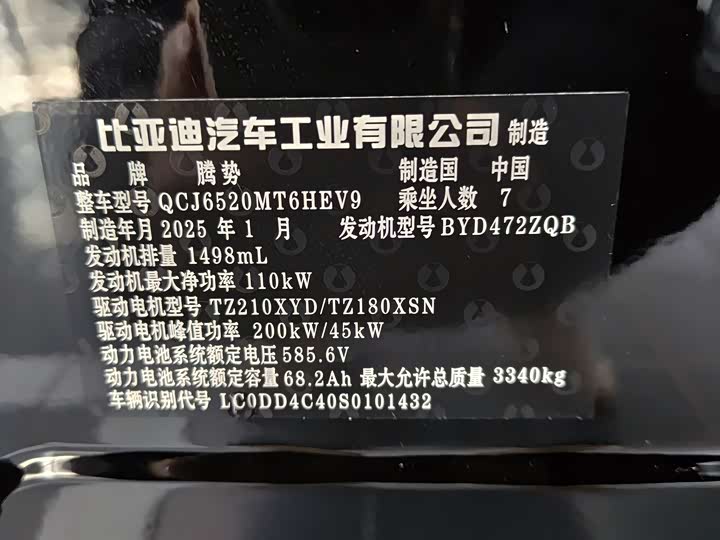 比亚迪汽车工业有限公司 制造
品 牌 腾势 制造国 中国
整车型号 QCJ6520MT6HEV9 乘坐人数 7
制造年月 2025 年 1 月 发动机型号 BYD472ZQB
发动机排量 1498mL
发动机最大净功率 110kW
驱动电机型号 TZ210XYD/TZ180XSN
驱动电机峰值功率 200kW/45kW
动力电池系统额定电压 585.6V
动力电池系统额定容量 68.2Ah 最大允许总质量 3340kg
车辆识别代号 LC0DD4C40S0101432